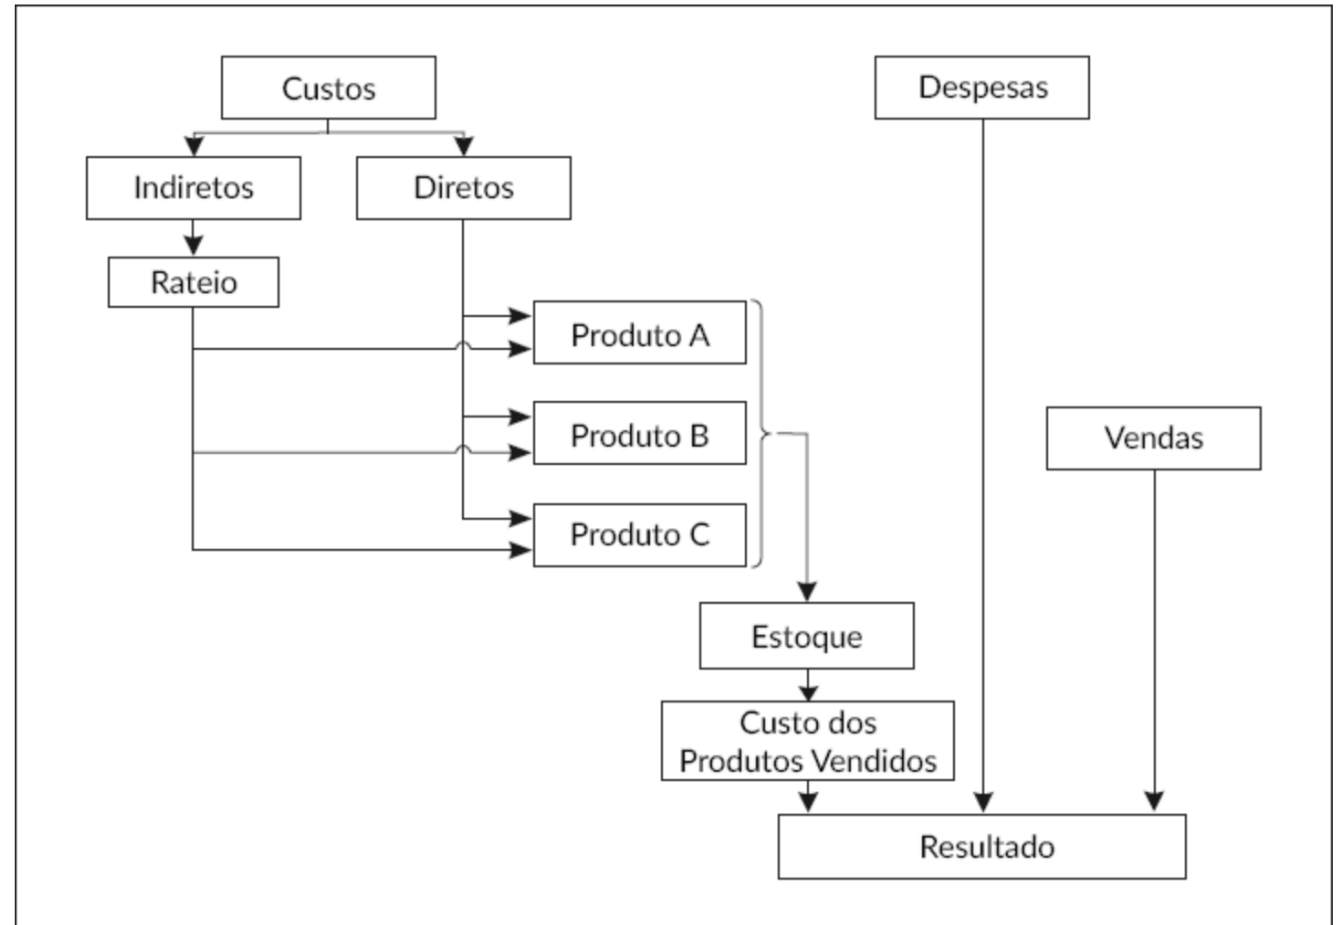 Custos
Despesas
Indiretos
Diretos
Rateio
Produto A
Produto B
Vendas
Produto C
Estoque
Custo dos
Produtos Vendidos
Resultado